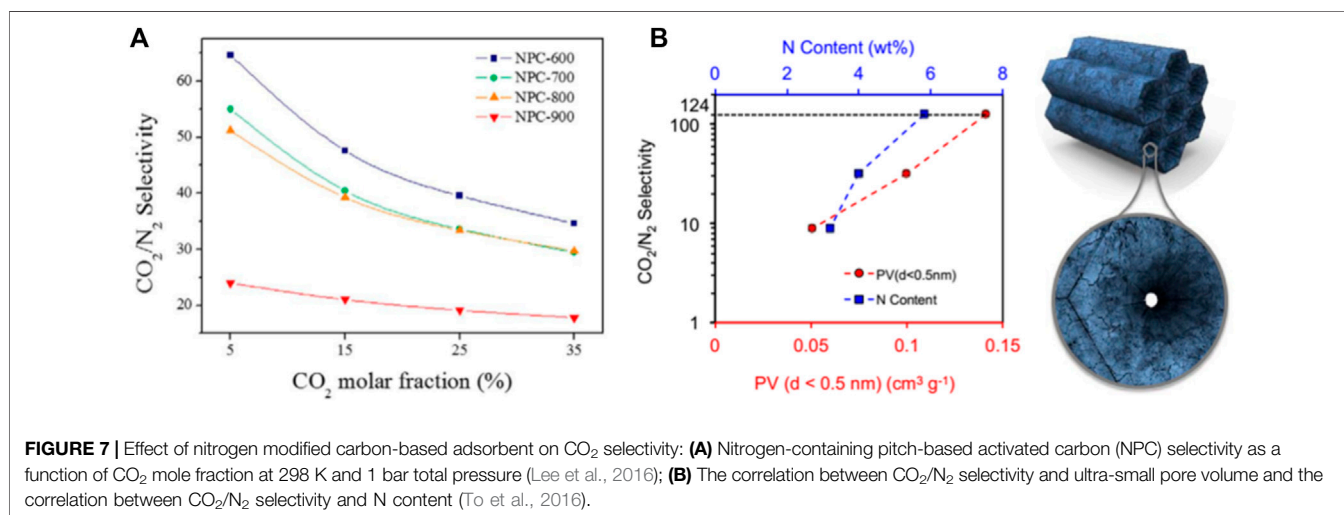 A
CO₂/N₂ Selectivity
60
50
40
30
20
NPC-600
NPC-700
NPC-800
NPC-900
5 15 25 35
CO₂ molar fraction (%)
B
N Content (wt%)
0 2 4 6 8
CO₂/N₂ Selectivity
124
100
10
1
PV(d<0.5nm)
N Content
0 0.05 0.1 0.15
PV (d < 0.5 nm) (cm³ g⁻¹)
FIGURE 7 | Effect of nitrogen modified carbon-based adsorbent on CO₂ selectivity: (A) Nitrogen-containing pitch-based activated carbon (NPC) selectivity as a
function of CO₂ mole fraction at 298 K and 1 bar total pressure (Lee et al., 2016); (B) The correlation between CO₂/N₂ selectivity and ultra-small pore volume and the
correlation between CO₂/N₂ selectivity and N content (To et al., 2016).